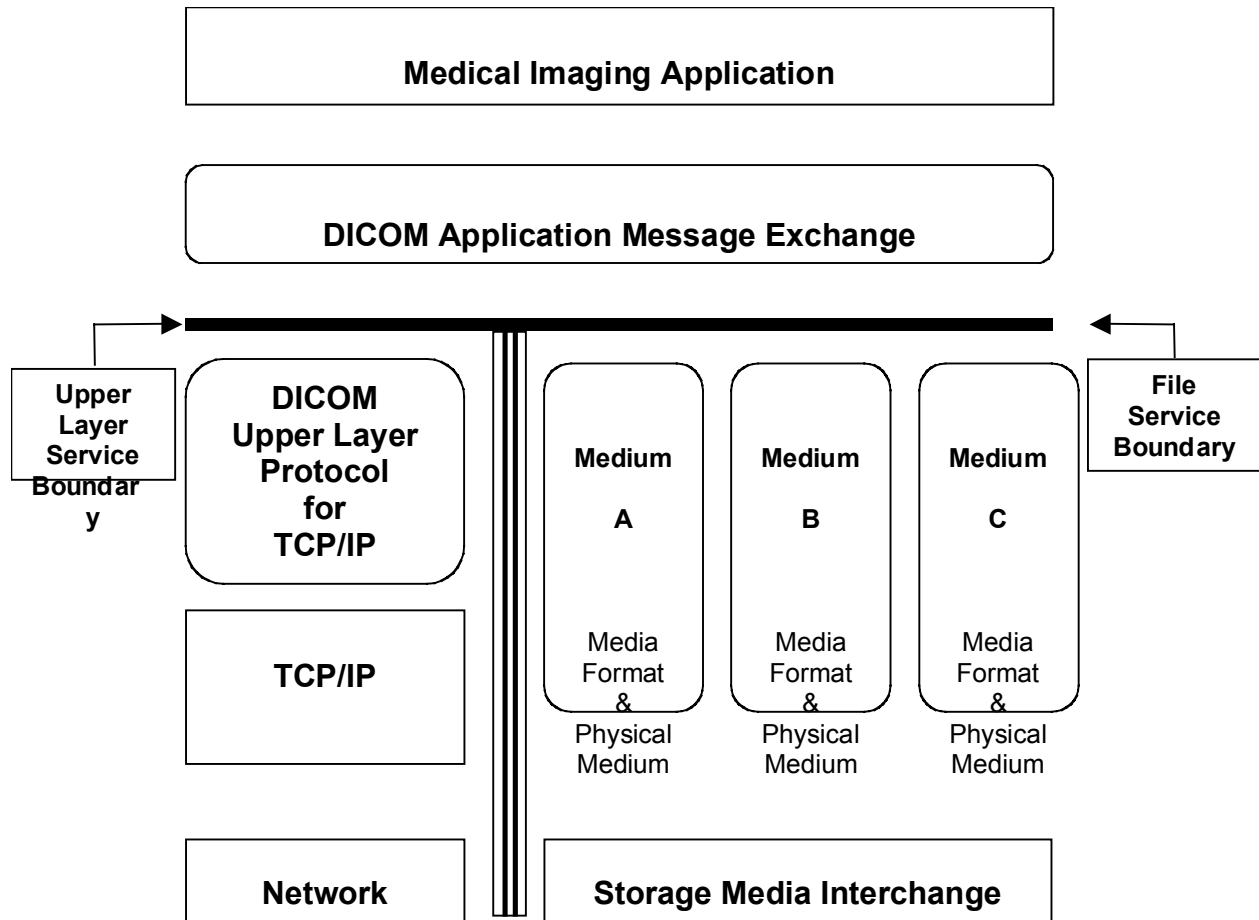 Medical Imaging Application
DICOM Application Message Exchange
Upper
Layer
Service
Boundar
y
DICOM
Upper Layer
Protocol
for
TCP/IP
Medium
A
Media
Format
&
Physical
Medium
Medium
B
Media
Format
&
Physical
Medium
Medium
C
Media
Format
&
Physical
Medium
File
Service
Boundary
TCP/IP
Network
Storage Media Interchange